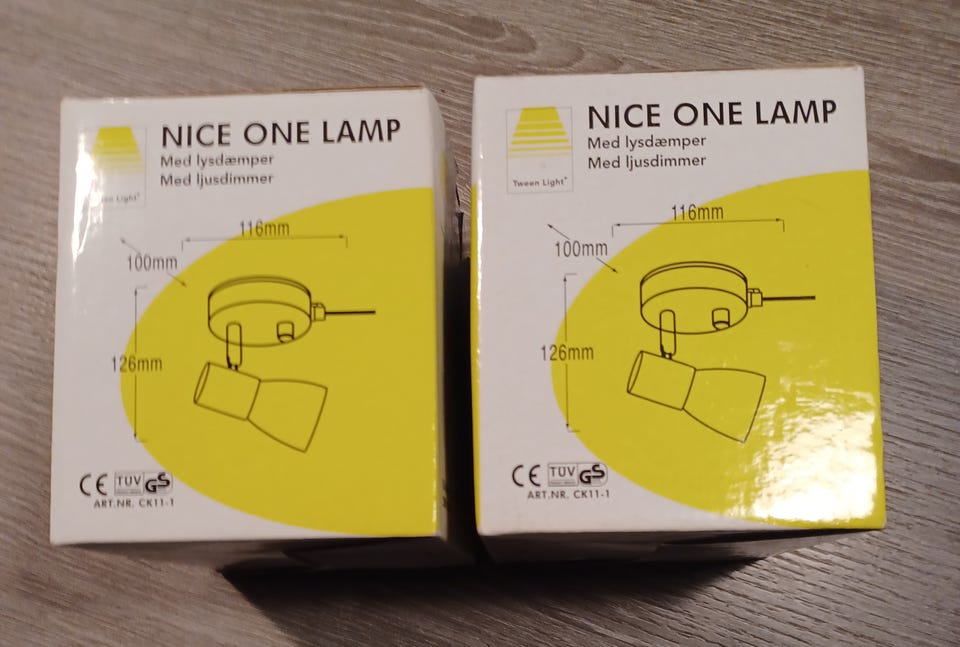 NICE ONE LAMP
Med lysdæmper
Med ljusdimmer
en Light
116mm
100mm
126mm
CE TÜV GS
ART.NR. CK11-1
NICE ONE LAMP
Med lysdæmper
Med ljusdimmer
Tween Light
116mm
100mm
126mm
CE TÜV GS
ART.NR. CK11-1